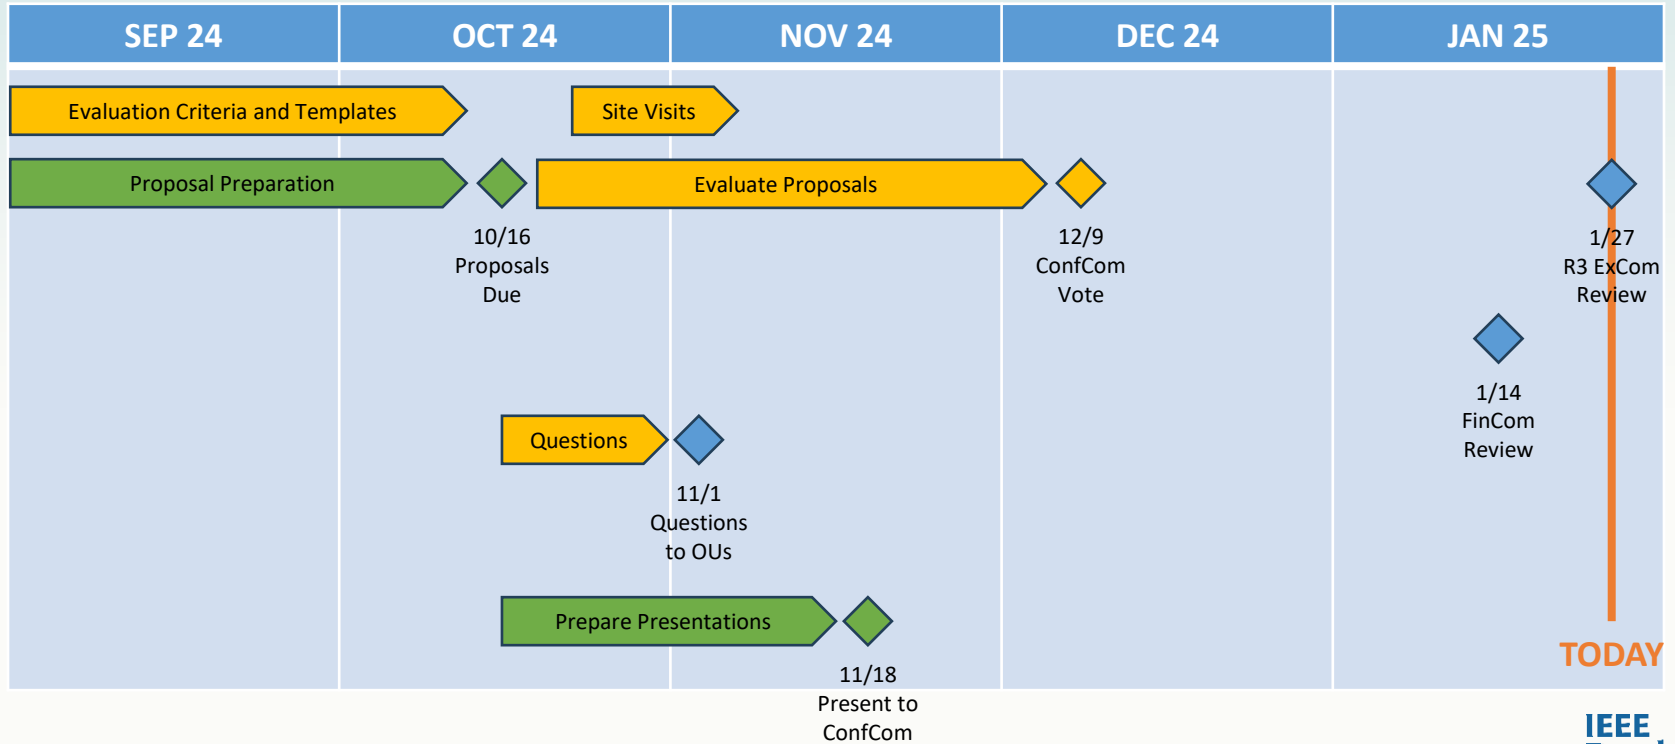 SEP 24
OCT 24
NOV 24
DEC 24
JAN 25
Evaluation Criteria and Templates
Site Visits
Proposal Preparation
Evaluate Proposals
10/16
Proposals
Due
12/9
ConfCom
Vote
1/27
R3 ExCom
Review
1/14
FinCom
Review
Questions
11/1
Questions
to OUs
Prepare Presentations
11/18
Present to
ConfCom
TODAY
IEEE